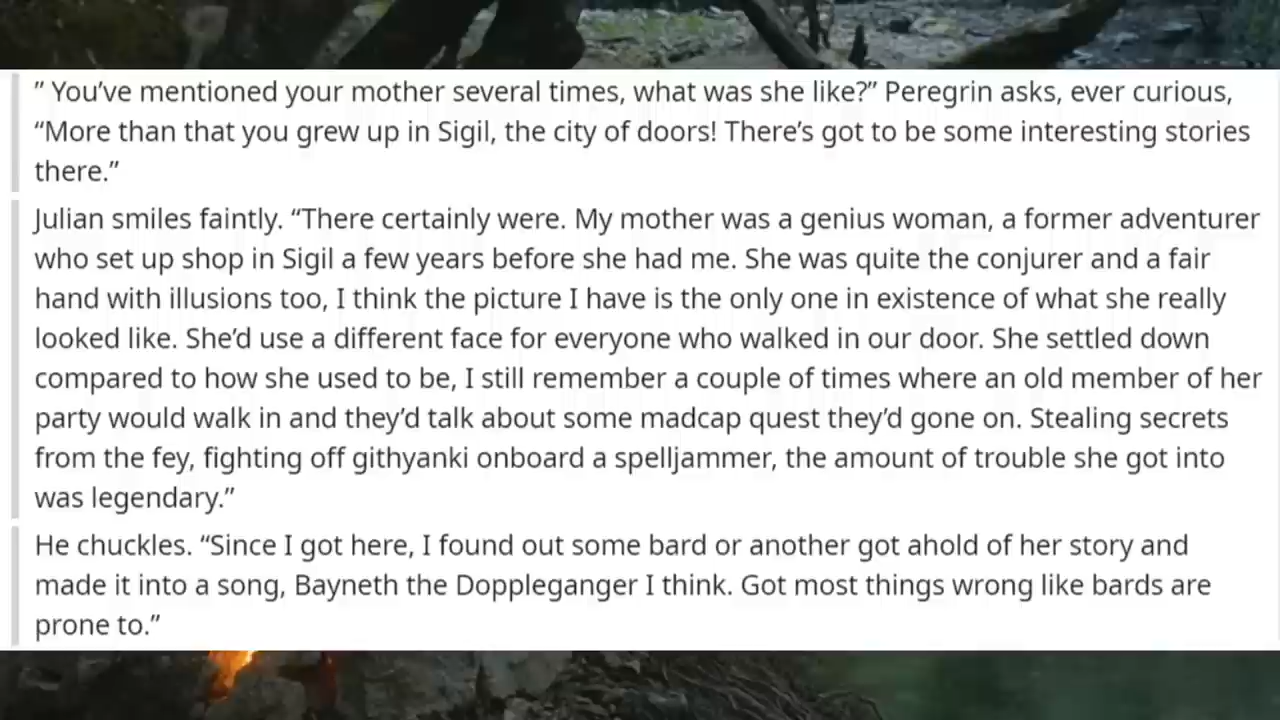 ” You’ve mentioned your mother several times, what was she like?” Peregrin asks, ever curious,
“More than that you grew up in Sigil, the city of doors! There’s got to be some interesting stories
there.”
Julian smiles faintly. “There certainly were. My mother was a genius woman, a former adventurer
who set up shop in Sigil a few years before she had me. She was quite the conjurer and a fair
hand with illusions too, I think the picture I have is the only one in existence of what she really
looked like. She’d use a different face for everyone who walked in our door. She settled down
compared to how she used to be, I still remember a couple of times where an old member of her
party would walk in and they’d talk about some madcap quest they’d gone on. Stealing secrets
from the fey, fighting off githyanki onboard a spelljammer, the amount of trouble she got into
was legendary.”
He chuckles. “Since I got here, I found out some bard or another got ahold of her story and
made it into a song, Bayneth the Doppleganger I think. Got most things wrong like bards are
prone to.”